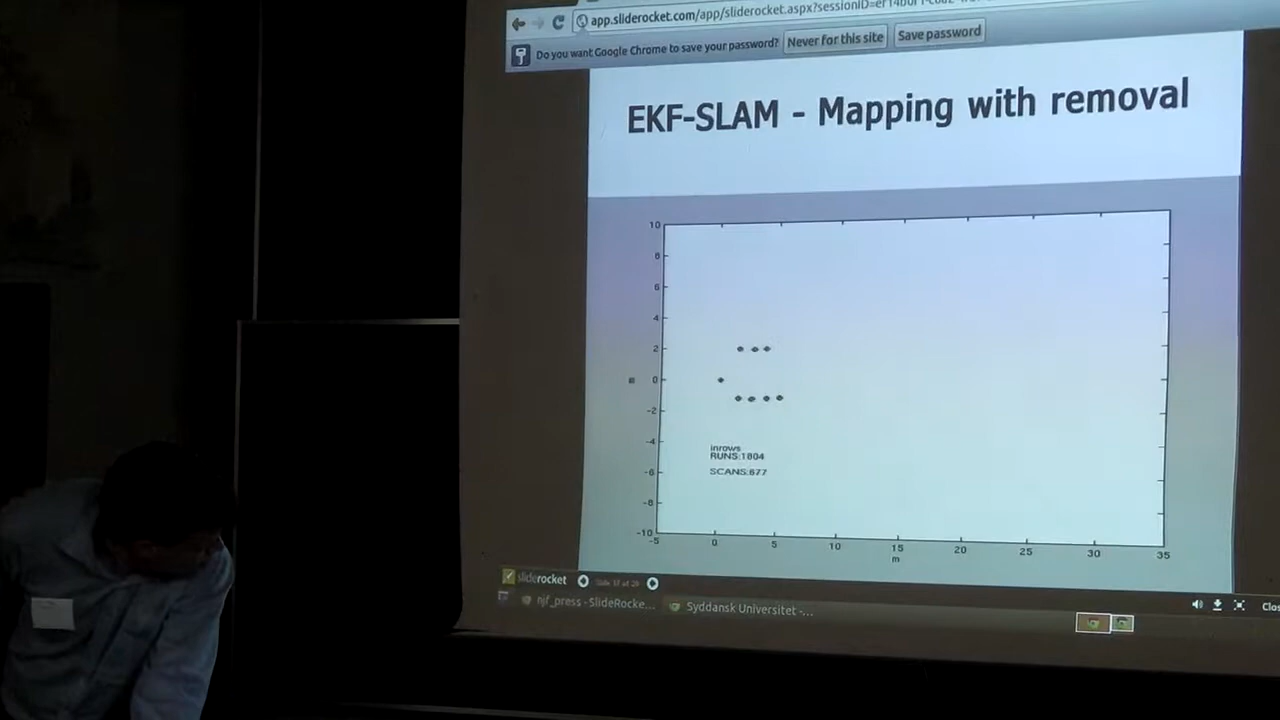 app.sliderocket.com/app/sliderocket.aspx?sessionID=
Do you want Google Chrome to save your password? Never for this site Save password
EKF-SLAM - Mapping with removal
10
8
6
4
2
0
-2
-4
-6
-8
-10
inrows
RUNS:1804
SCANS:677
-5 0 5 10 15 20 25 30 35
m
sliderocket
njf_press - SlideRocke... Syddansk Universitet -...